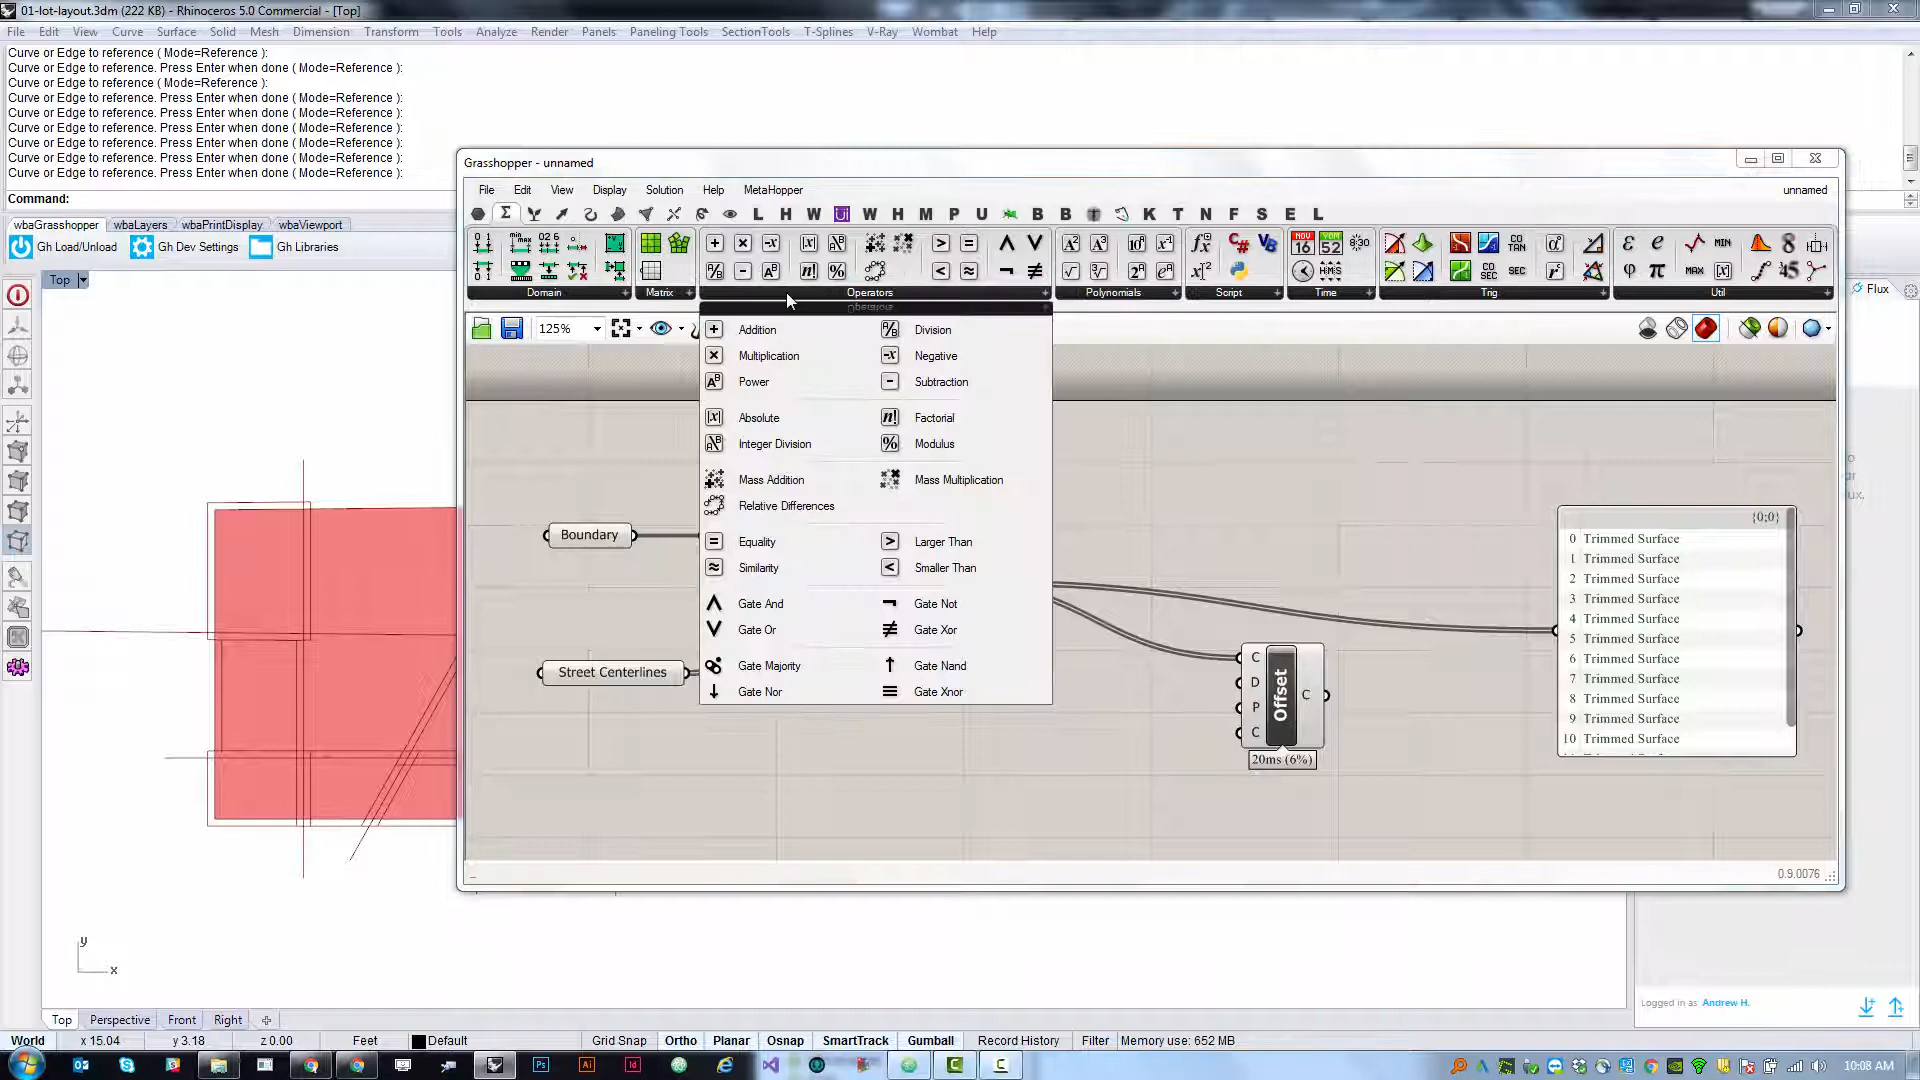 01-lot-layout.3dm (222 KB) - Rhinoceros 5.0 Commercial - [Top]
File Edit View Curve Surface Solid Mesh Dimension Transform Tools Analyze Render Panels Paneling Tools SectionTools T-Splines V-Ray Wombat Help
Curve or Edge to reference ( Mode=Reference ):
Curve or Edge to reference. Press Enter when done ( Mode=Reference ):
Curve or Edge to reference ( Mode=Reference ):
Curve or Edge to reference. Press Enter when done ( Mode=Reference ):
Curve or Edge to reference. Press Enter when done ( Mode=Reference ):
Curve or Edge to reference. Press Enter when done ( Mode=Reference ):
Curve or Edge to reference. Press Enter when done ( Mode=Reference ):
Curve or Edge to reference. Press Enter when done ( Mode=Reference ):
Curve or Edge to reference. Press Enter when done ( Mode=Reference ):
Command:
wbaGrasshopper wbaLayers wbaPrintDisplay wbaViewport
Gh Load/Unload Gh Dev Settings Gh Libraries
Top
Grasshopper - unnamed
File Edit View Display Solution Help MetaHopper unnamed
L H W W H M P U B B K T N F S E L
Domain Matrix Operators Polynomials Script Time Trig Util
125%
Addition Division
Multiplication Negative
Power Subtraction
Absolute Factorial
Integer Division Modulus
Mass Addition Mass Multiplication
Relative Differences
Equality Larger Than
Similarity Smaller Than
Gate And Gate Not
Gate Or Gate Xor
Gate Majority Gate Nand
Gate Nor Gate Xnor
Boundary
Street Centerlines
C
D
P
C
Offset
C
20ms (6%)
{0;0}
0 Trimmed Surface
1 Trimmed Surface
2 Trimmed Surface
3 Trimmed Surface
4 Trimmed Surface
5 Trimmed Surface
6 Trimmed Surface
7 Trimmed Surface
8 Trimmed Surface
9 Trimmed Surface
10 Trimmed Surface
0.9.0076
Flux
Logged in as Andrew H.
y
x
Top Perspective Front Right
World x 15.04 y 3.18 z 0.00 Feet Default Grid Snap Ortho Planar Osnap SmartTrack Gumball Record History Filter Memory use: 652 MB
10:08 AM